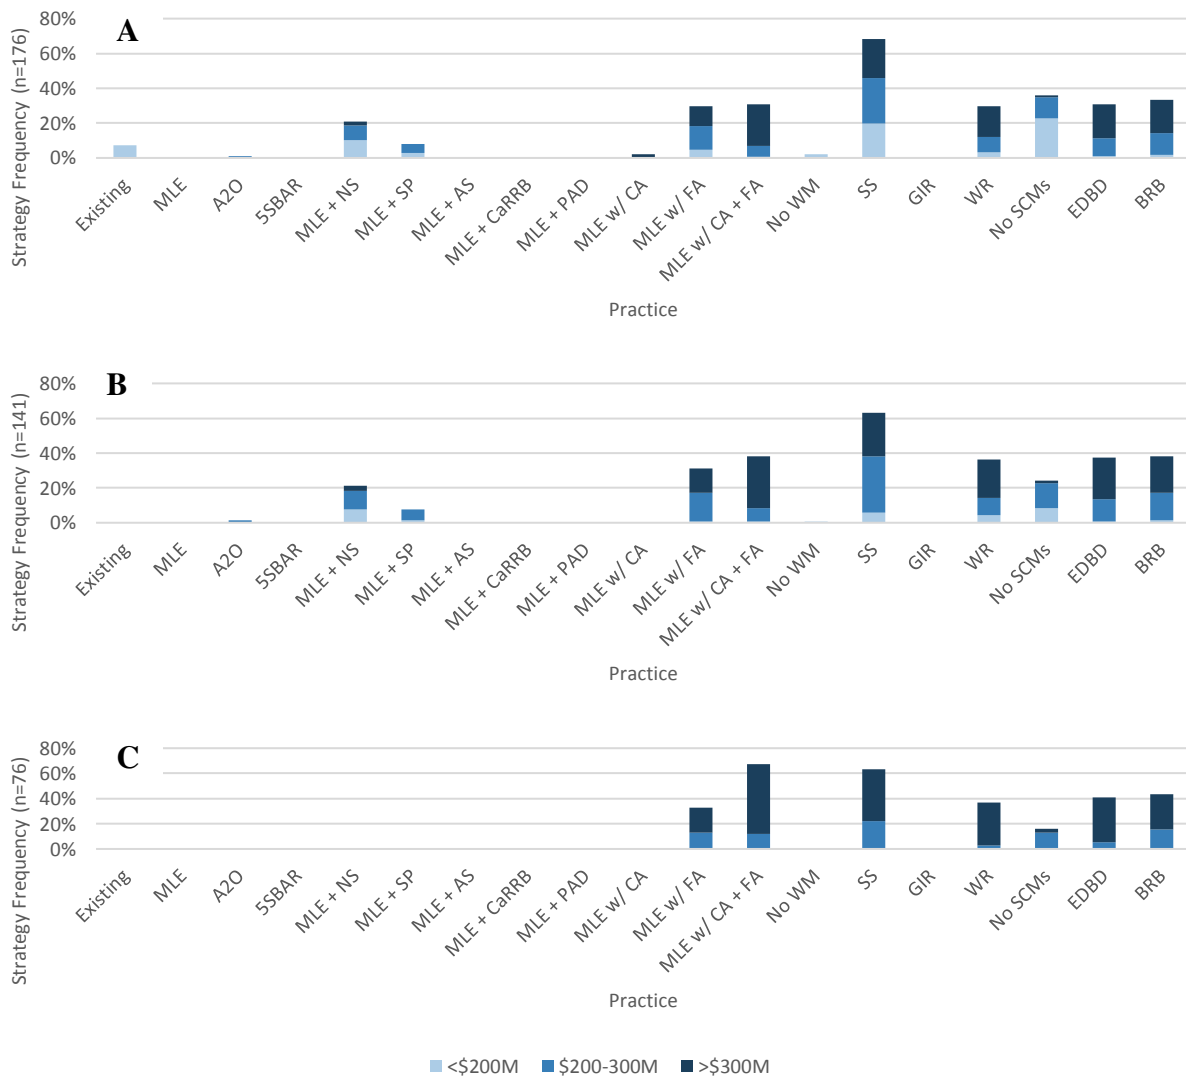 A
Strategy Frequency (n=176)
80%
60%
40%
20%
0%
Existing
MLE
A2O
5SBAR
MLE + NS
MLE + SP
MLE + AS
MLE + CaRRB
MLE + PAD
MLE w/ CA
MLE w/ FA
MLE w/ CA + FA
No WM
SS
GIR
WR
No SCMs
EDBD
BRB
Practice
B
Strategy Frequency (n=141)
80%
60%
40%
20%
0%
Existing
MLE
A2O
5SBAR
MLE + NS
MLE + SP
MLE + AS
MLE + CaRRB
MLE + PAD
MLE w/ CA
MLE w/ FA
MLE w/ CA + FA
No WM
SS
GIR
WR
No SCMs
EDBD
BRB
Practice
C
Strategy Frequency (n=76)
80%
60%
40%
20%
0%
Existing
MLE
A2O
5SBAR
MLE + NS
MLE + SP
MLE + AS
MLE + CaRRB
MLE + PAD
MLE w/ CA
MLE w/ FA
MLE w/ CA + FA
No WM
SS
GIR
WR
No SCMs
EDBD
BRB
Practice
<$200M $200-300M >$300M